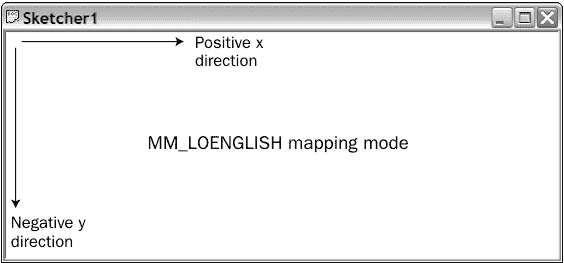 Sketcher1
Positive x
direction
MM_LOENGLISH mapping mode
Negative y
direction